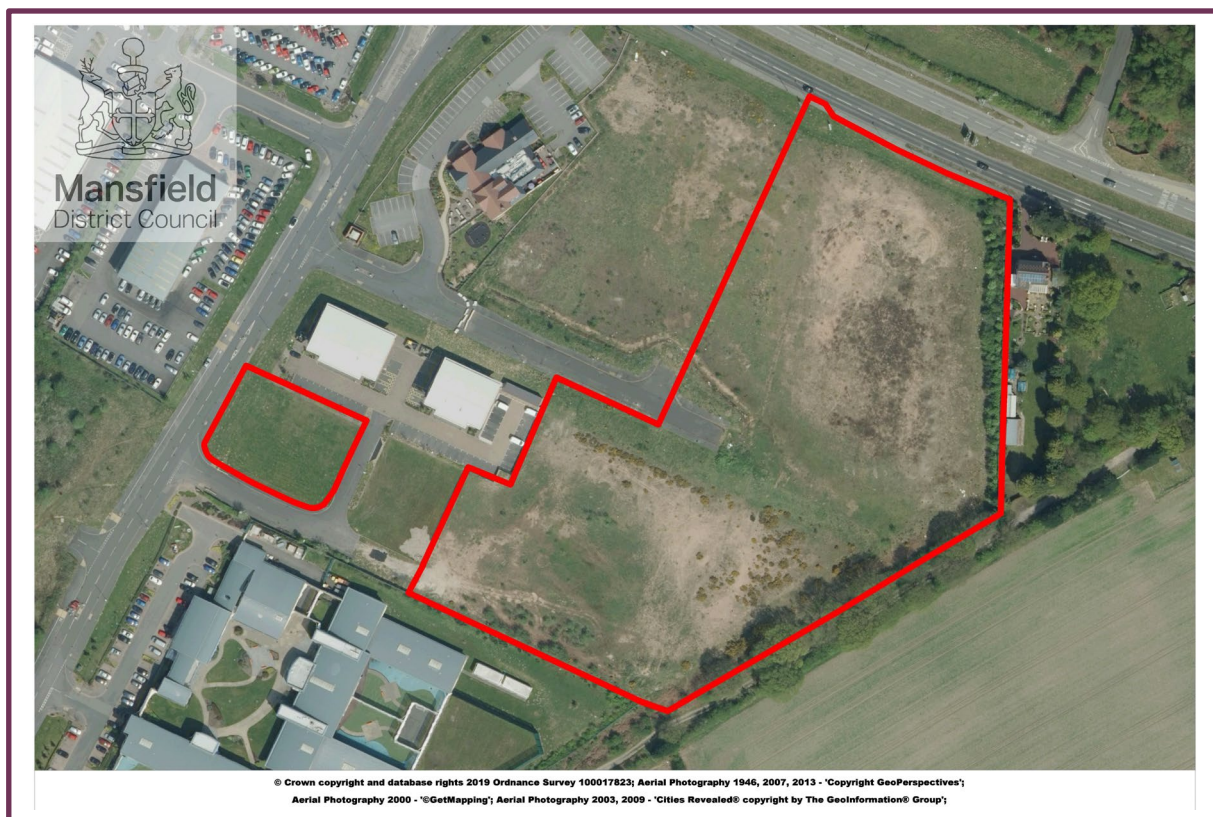 Mansfield
District Council
© Crown copyright and database rights 2019 Ordnance Survey 100017823; Aerial Photography 1946, 2007, 2013 - 'Copyright GeoPerspectives';
Aerial Photography 2000 - '©GetMapping'; Aerial Photography 2003, 2009 - 'Cities Revealed® copyright by The GeoInformation® Group';